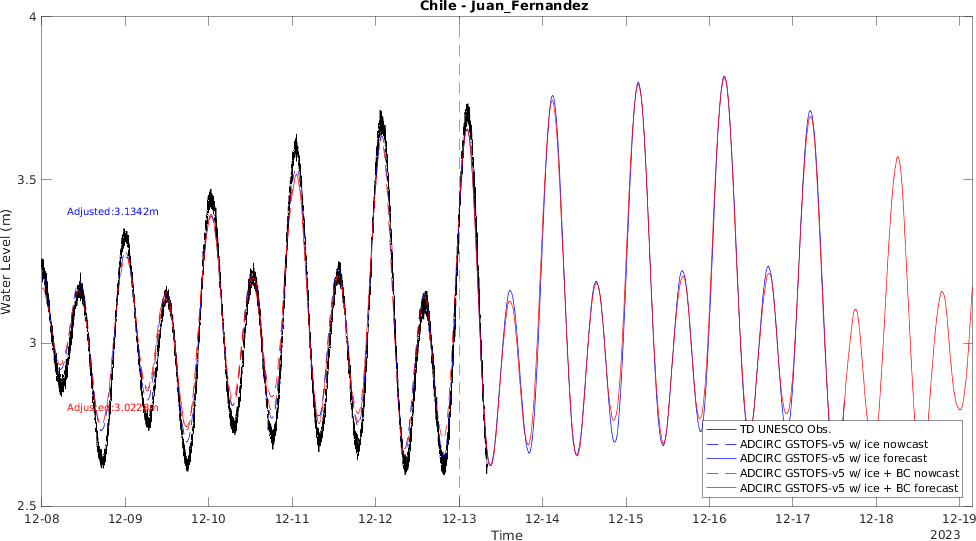 Chile - Juan_Fernandez
4
3.5
3
2.5
Water Level (m)
Adjusted:3.1342m
TD UNESCO Obs.
ADCIRC GSTOFS-v5 w/ ice nowcast
ADCIRC GSTOFS-v5 w/ ice forecast
ADCIRC GSTOFS-v5 w/ ice + BC nowcast
ADCIRC GSTOFS-v5 w/ ice + BC forecast
12-08 12-09 12-10 12-11 12-12 12-13 12-14 12-15 12-16 12-17 12-18 12-19
Time
2023